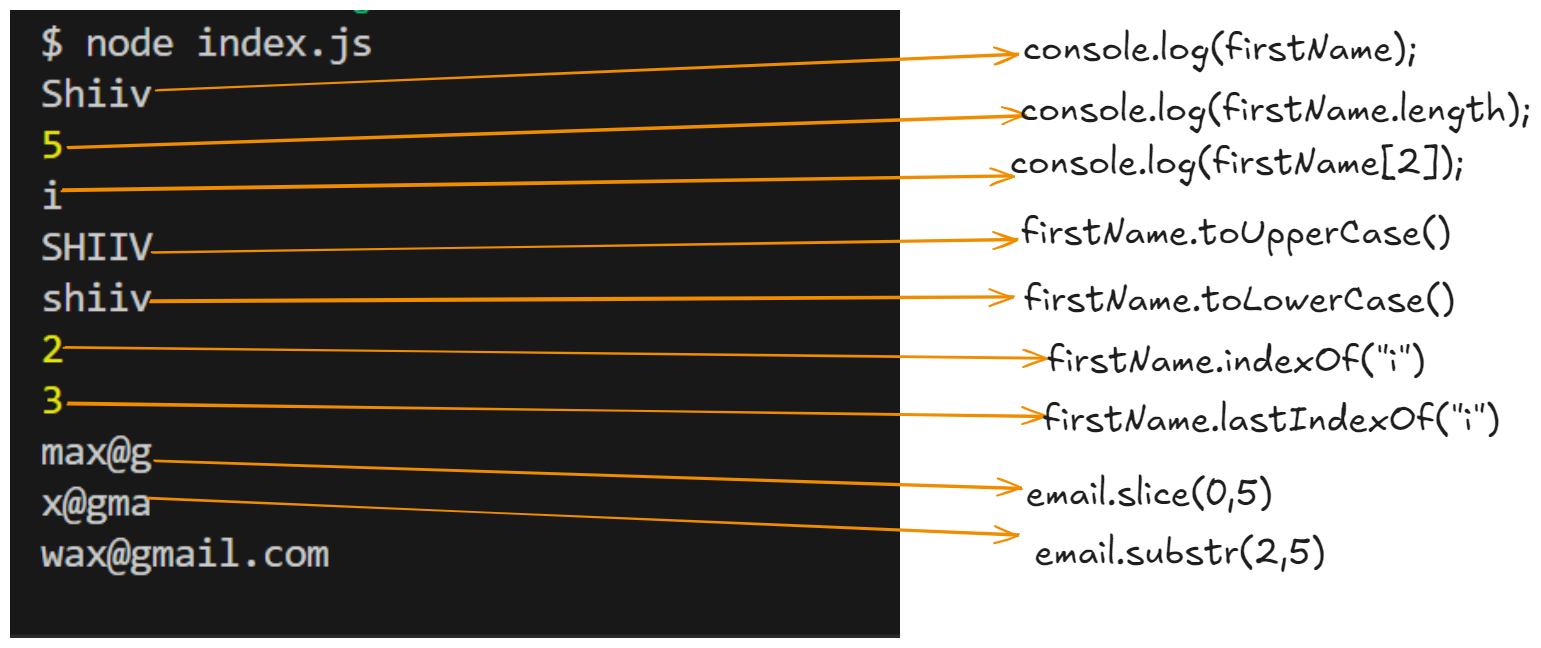 $ node index.js
Shiiv
5
i
SHIIV
shiiv
2
3
max@g
x@gma
wax@gmail.com
console.log(firstName);
console.log(firstName.length);
console.log(firstName[2]);
firstName.toUpperCase()
firstName.toLowerCase()
firstName.indexOf("i")
firstName.lastIndexOf("i")
email.slice(0,5)
email.substr(2,5)